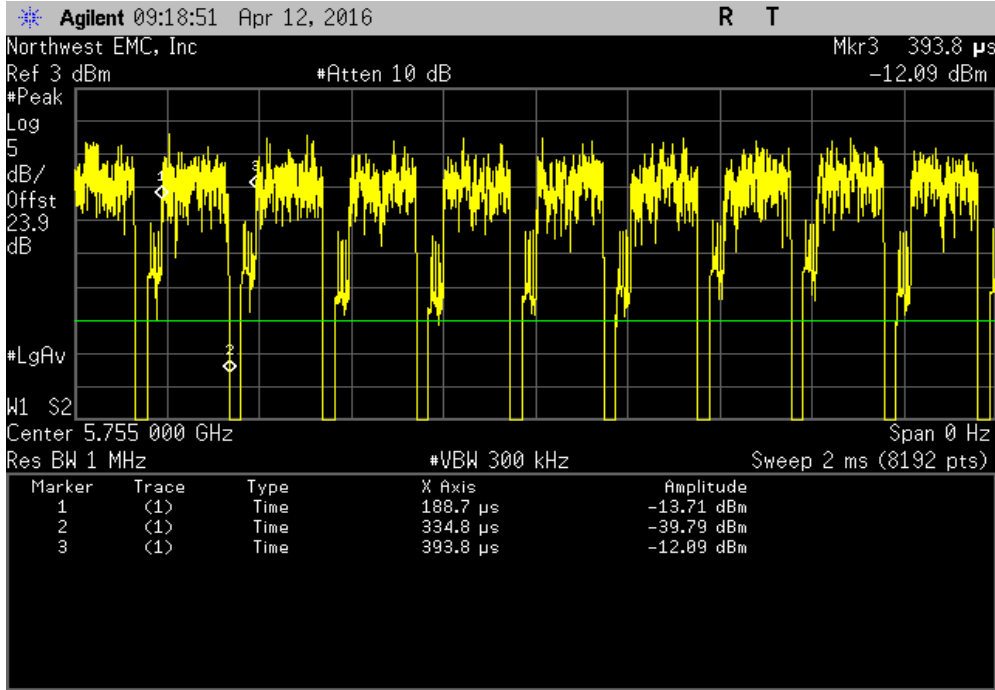 Agilent 09:18:51 Apr 12, 2016 R T
Northwest EMC, Inc Mkr3 393.8 µs
Ref 3 dBm #Atten 10 dB -12.09 dBm
#Peak
Log
5
dB/
Offst
23.9
dB
1
3
2
#LgAv
W1 S2
Center 5.755 000 GHz Span 0 Hz
Res BW 1 MHz #VBW 300 kHz Sweep 2 ms (8192 pts)
Marker Trace Type X Axis Amplitude
1 (1) Time 188.7 µs -13.71 dBm
2 (1) Time 334.8 µs -39.79 dBm
3 (1) Time 393.8 µs -12.09 dBm